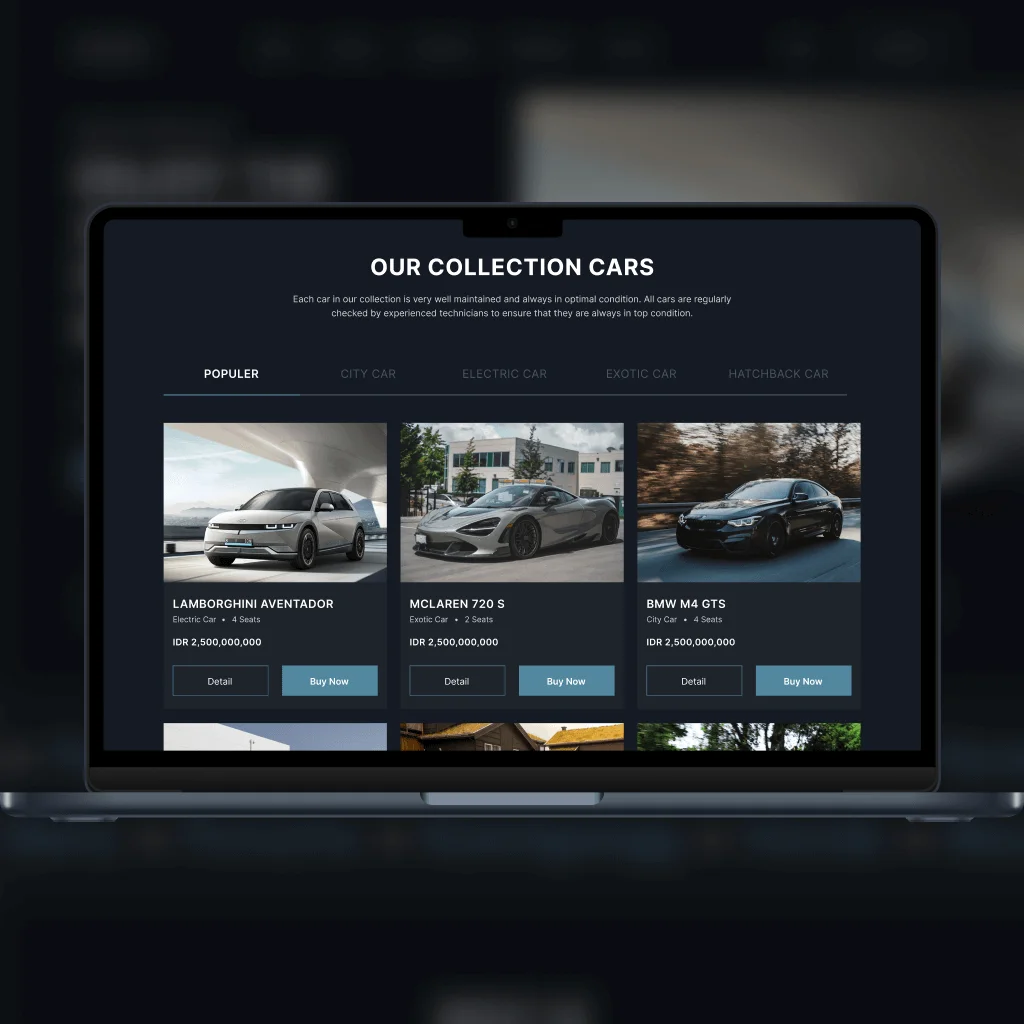 OUR COLLECTION CARS
Each car in our collection is very well maintained and always in optimal condition. All cars are regularly
checked by experienced technicians to ensure that they are always in top condition.
POPULER CITY CAR ELECTRIC CAR EXOTIC CAR HATCHBACK CAR
LAMBORGHINI AVENTADOR
Electric Car • 4 Seats
IDR 2,500,000,000
Detail Buy Now
MCLAREN 720 S
Exotic Car • 2 Seats
IDR 2,500,000,000
Detail Buy Now
BMW M4 GTS
City Car • 4 Seats
IDR 2,500,000,000
Detail Buy Now